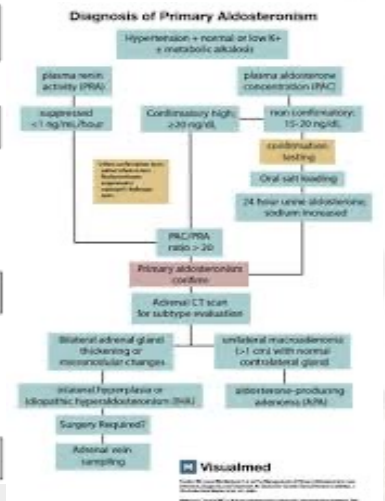 Diagnosis of Primary Aldosteronism
Hypertension + normal or low K+
± metabolic alkalosis
plasma renin
activity (PRA)
plasma aldosterone
concentration (PAC)
suppressed
<1 ng/mL/hour
Confirmatory high:
≥20 ng/dL
non confirmatory:
15-20 ng/dL
confirmation
testing
Oral salt loading
24 hour urine aldosterone,
sodium increased
PAC/PRA
ratio > 20
Primary aldosteronism
confirm
Adrenal CT scan
for subtype evaluation
Bilateral adrenal gland
thickening or
micronodular changes
unilateral macroadenoma
(>1 cm) with normal
contralateral gland
bilateral hyperplasia or
idiopathic hyperaldosteronism (IHA)
aldosterone-producing
adenoma (APA)
Surgery Required?
Adrenal vein
sampling
Visualmed